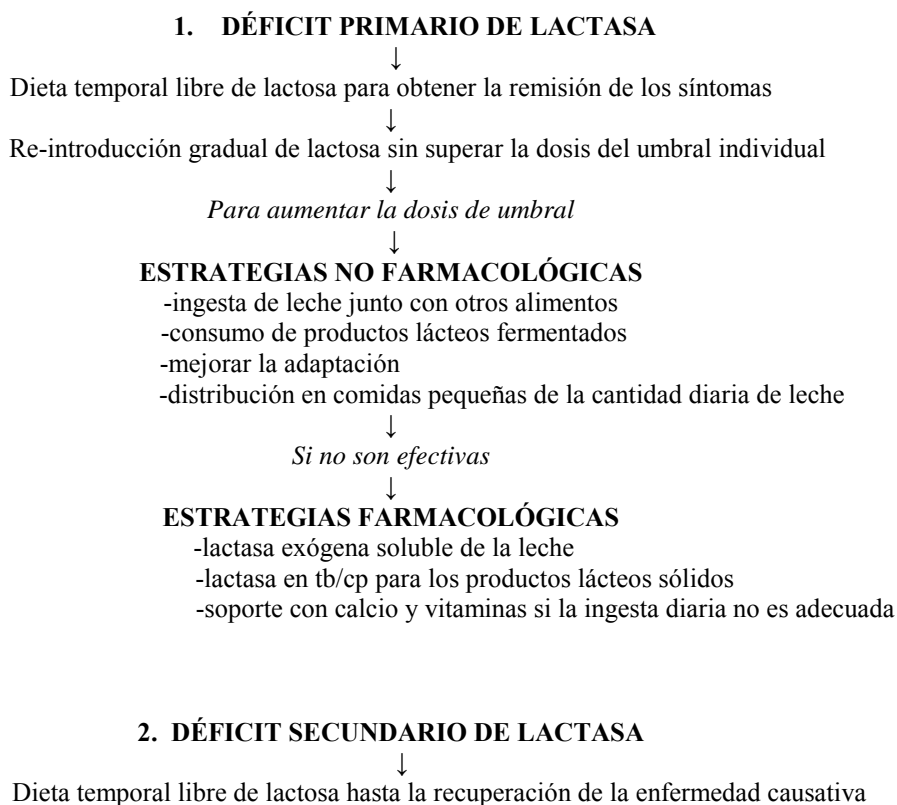 1. DÉFICIT PRIMARIO DE LACTASA
↓
Dieta temporal libre de lactosa para obtener la remisión de los síntomas
↓
Re-introducción gradual de lactosa sin superar la dosis del umbral individual
↓
Para aumentar la dosis de umbral
↓
ESTRATEGIAS NO FARMACOLÓGICAS
-ingesta de leche junto con otros alimentos
-consumo de productos lácteos fermentados
-mejorar la adaptación
-distribución en comidas pequeñas de la cantidad diaria de leche
↓
Si no son efectivas
↓
ESTRATEGIAS FARMACOLÓGICAS
-lactasa exógena soluble de la leche
-lactasa en tb/cp para los productos lácteos sólidos
-soporte con calcio y vitaminas si la ingesta diaria no es adecuada
2. DÉFICIT SECUNDARIO DE LACTASA
↓
Dieta temporal libre de lactosa hasta la recuperación de la enfermedad causativa